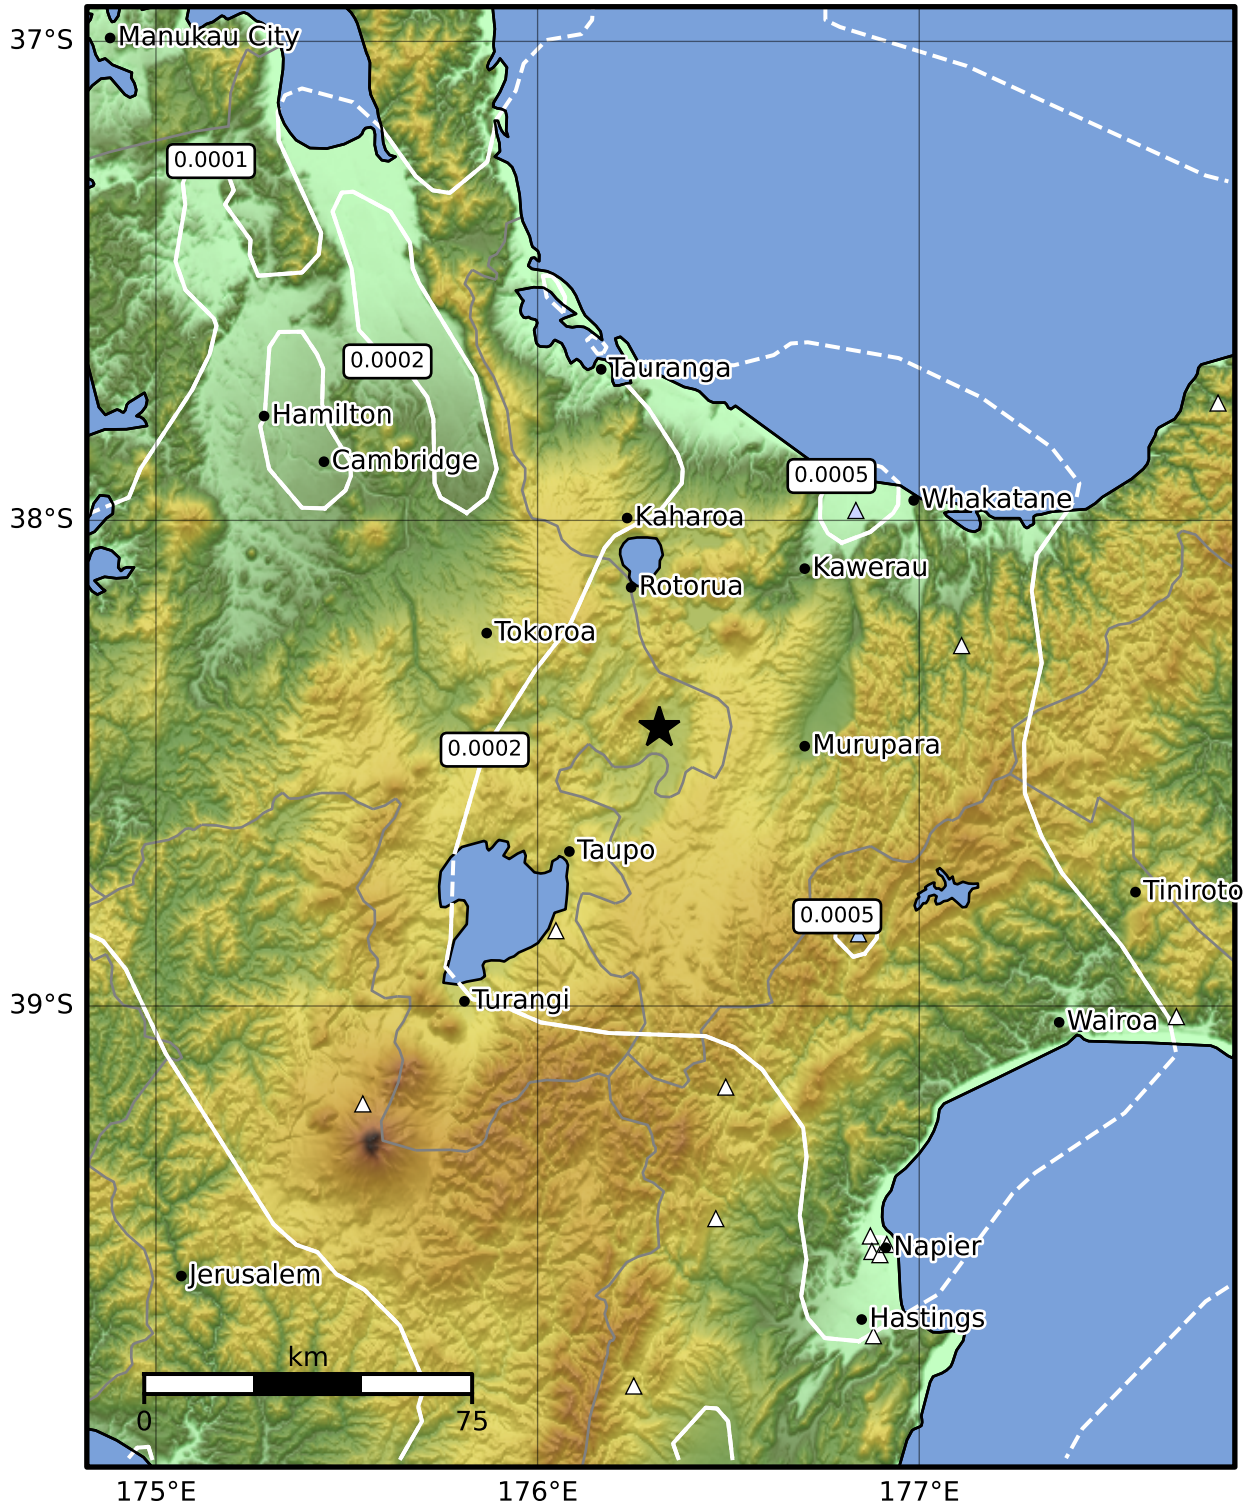 37°S
Manukau City
0.0001
0.0002
Tauranga
Hamilton
Cambridge
0.0005
Whakatane
38°S
Kaharoa
Kawerau
Rotorua
Tokoroa
0.0002
Murupara
Taupo
Tiniroto
0.0005
39°S
Turangi
Wairoa
Napier
Jerusalem
Hastings
km
0 75
175°E 176°E 177°E